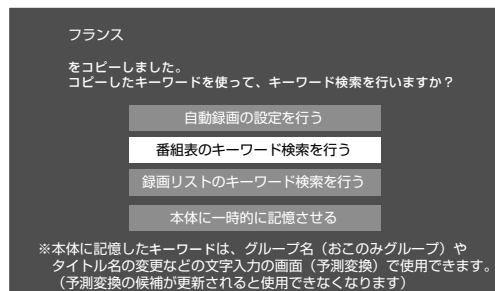 フランス
をコピーしました。
コピーしたキーワードを使って、キーワード検索を行いますか？
自動録画の設定を行う
番組表のキーワード検索を行う
録画リストのキーワード検索を行う
本体に一時的に記憶させる
※本体に記憶したキーワードは、グループ名（おこのみグループ）や
タイトル名の変更などの文字入力の画面（予測変換）で使用できます。
（予測変換の候補が更新されると使用できなくなります）